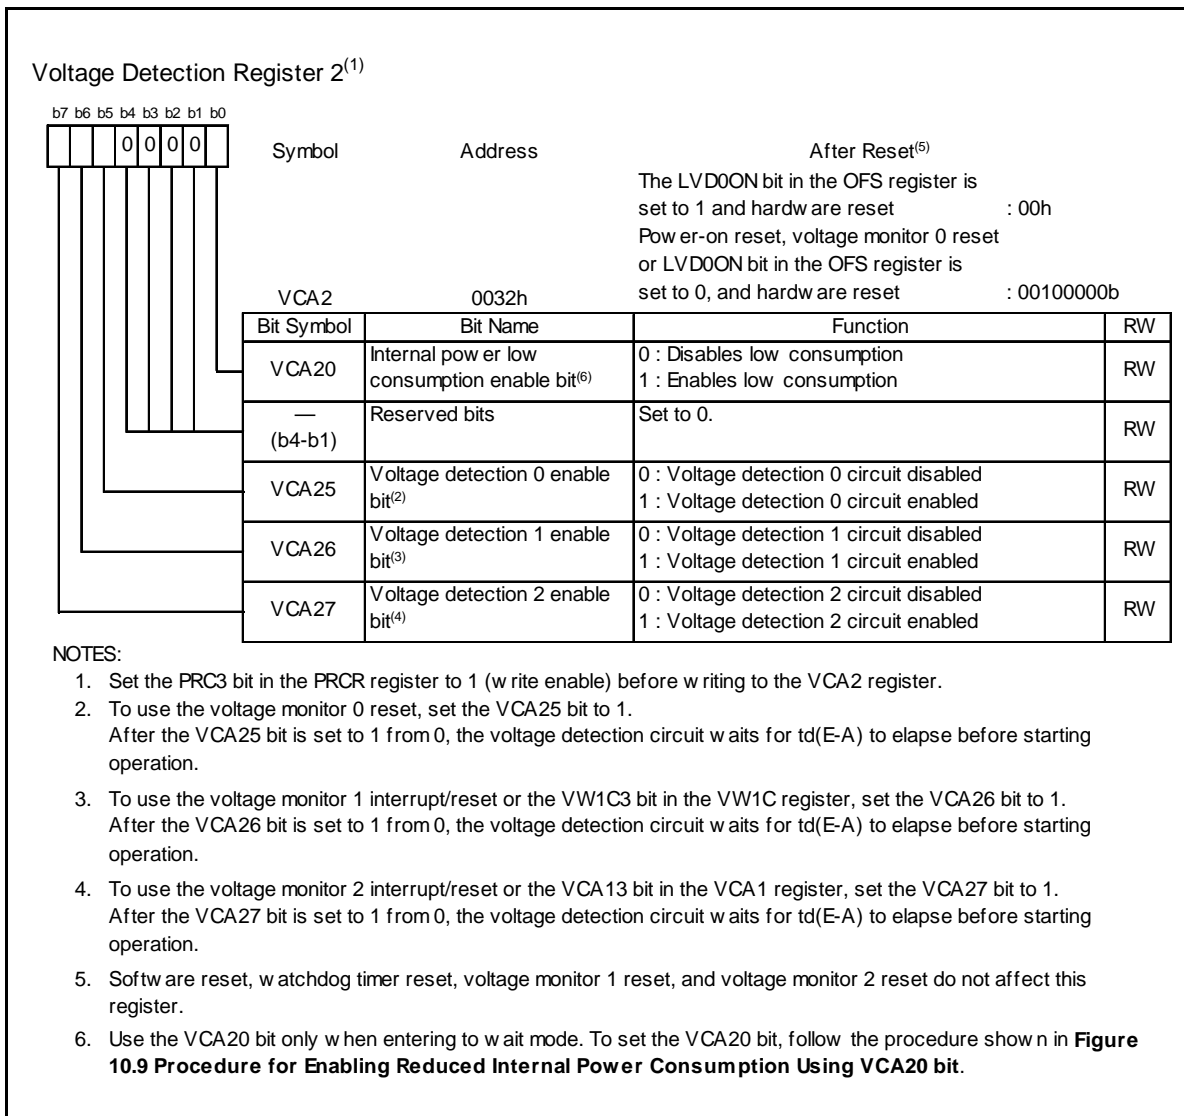 Voltage Detection Register 2(1)
b7 b6 b5 b4 b3 b2 b1 b0
0 0 0 0
Symbol Address After Reset(5)
The LVD0ON bit in the OFS register is
set to 1 and hardware reset : 00h
Power-on reset, voltage monitor 0 reset
or LVD0ON bit in the OFS register is
VCA2 0032h set to 0, and hardware reset : 00100000b
Bit Symbol Bit Name Function RW
VCA20 Internal power low 0 : Disables low consumption RW
consumption enable bit(6) 1 : Enables low consumption
— Reserved bits Set to 0. RW
(b4-b1)
VCA25 Voltage detection 0 enable 0 : Voltage detection 0 circuit disabled RW
bit(2) 1 : Voltage detection 0 circuit enabled
VCA26 Voltage detection 1 enable 0 : Voltage detection 1 circuit disabled RW
bit(3) 1 : Voltage detection 1 circuit enabled
VCA27 Voltage detection 2 enable 0 : Voltage detection 2 circuit disabled RW
bit(4) 1 : Voltage detection 2 circuit enabled
NOTES:
1. Set the PRC3 bit in the PRCR register to 1 (write enable) before writing to the VCA2 register.
2. To use the voltage monitor 0 reset, set the VCA25 bit to 1.
After the VCA25 bit is set to 1 from 0, the voltage detection circuit waits for td(E-A) to elapse before starting
operation.
3. To use the voltage monitor 1 interrupt/reset or the VW1C3 bit in the VW1C register, set the VCA26 bit to 1.
After the VCA26 bit is set to 1 from 0, the voltage detection circuit waits for td(E-A) to elapse before starting
operation.
4. To use the voltage monitor 2 interrupt/reset or the VCA13 bit in the VCA1 register, set the VCA27 bit to 1.
After the VCA27 bit is set to 1 from 0, the voltage detection circuit waits for td(E-A) to elapse before starting
operation.
5. Software reset, watchdog timer reset, voltage monitor 1 reset, and voltage monitor 2 reset do not affect this
register.
6. Use the VCA20 bit only when entering to wait mode. To set the VCA20 bit, follow the procedure shown in Figure
10.9 Procedure for Enabling Reduced Internal Power Consumption Using VCA20 bit.